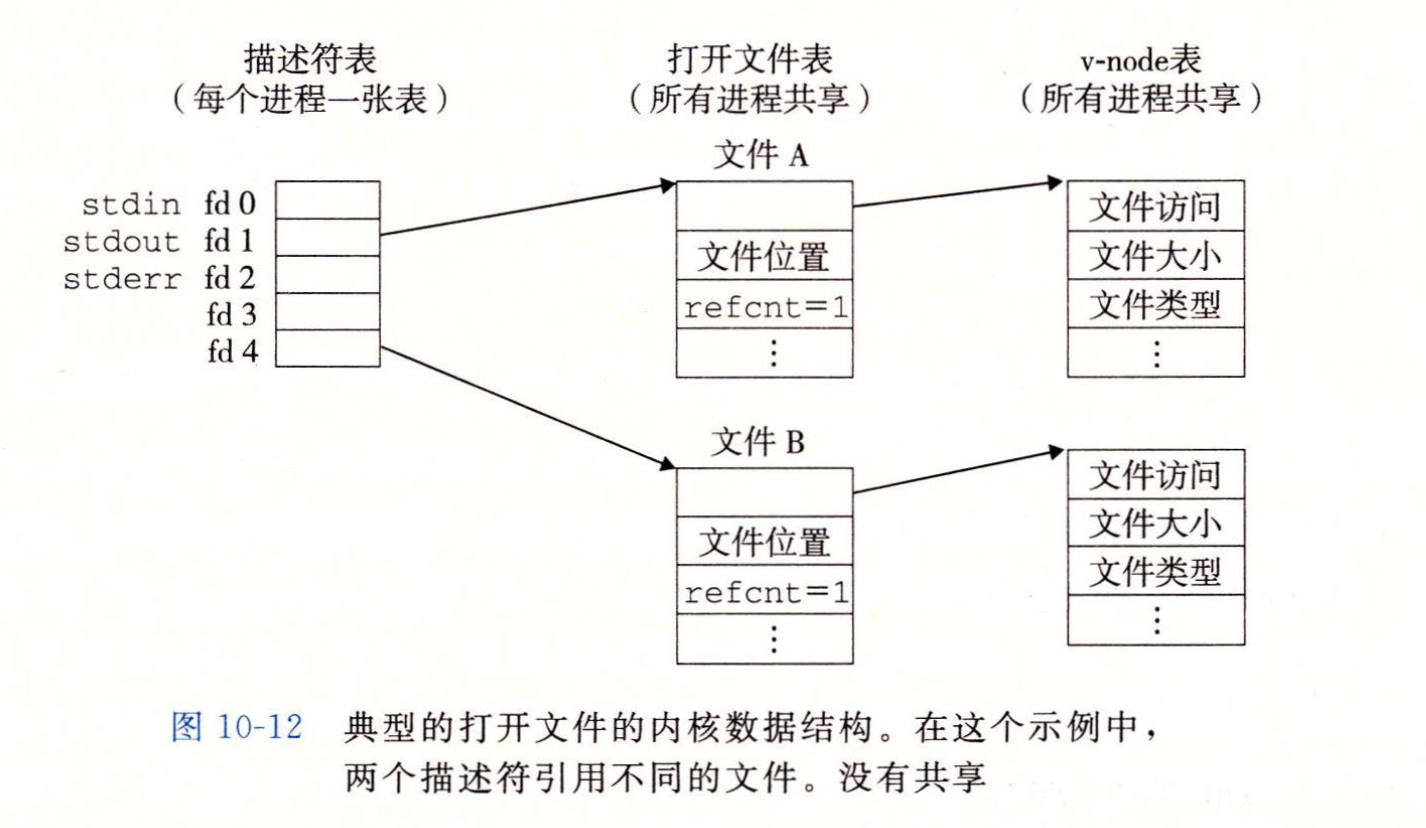 描述符表
（每个进程一张表）
打开文件表
（所有进程共享）
v-node表
（所有进程共享）
文件 A
stdin fd 0
stdout fd 1
stderr fd 2
fd 3
fd 4
文件位置
refcnt=1
⋮
文件访问
文件大小
文件类型
⋮
文件 B
文件位置
refcnt=1
⋮
文件访问
文件大小
文件类型
⋮
图 10-12 典型的打开文件的内核数据结构。在这个示例中，
两个描述符引用不同的文件。没有共享